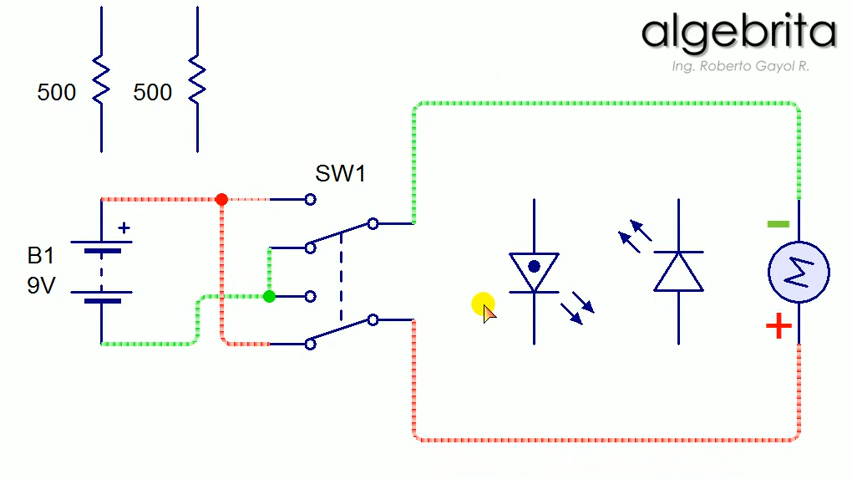 algebrita
Ing. Roberto Gayol R.
500
500
SW1
+
B1
9V
M
−
+